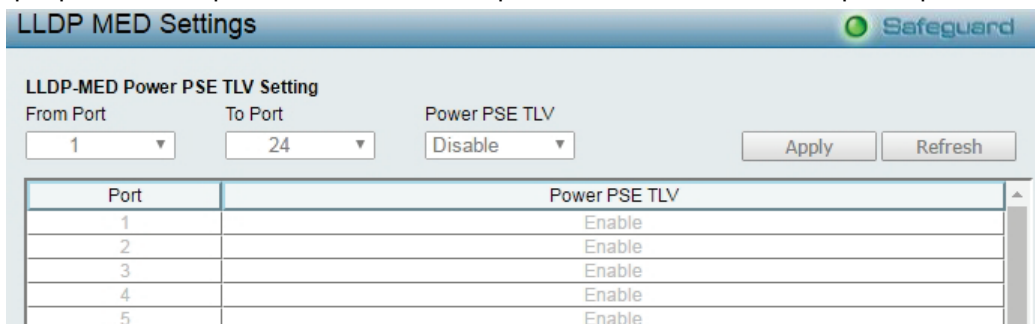 LLDP MED Settings
Safeguard
LLDP-MED Power PSE TLV Setting
From Port To Port Power PSE TLV
1 24 Disable Apply Refresh
Port Power PSE TLV
1 Enable
2 Enable
3 Enable
4 Enable
5 Enable